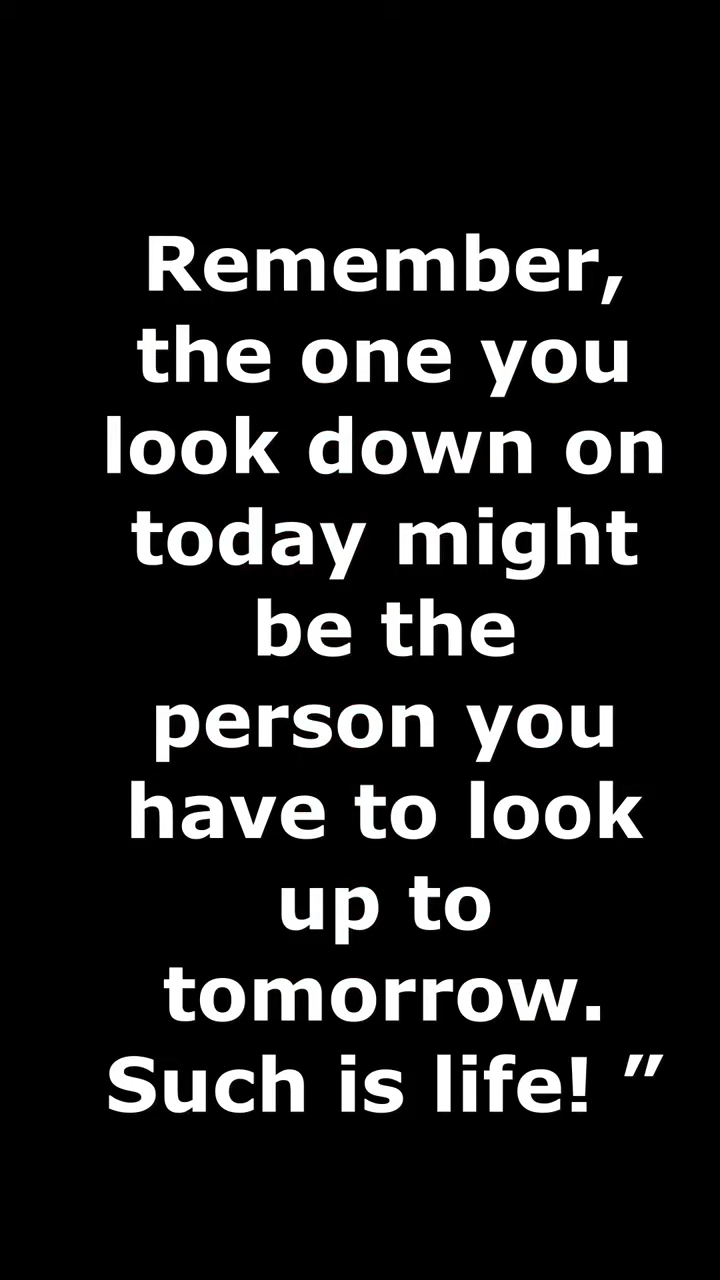 Remember,
the one you
look down on
today might
be the
person you
have to look
up to
tomorrow.
Such is life! ”